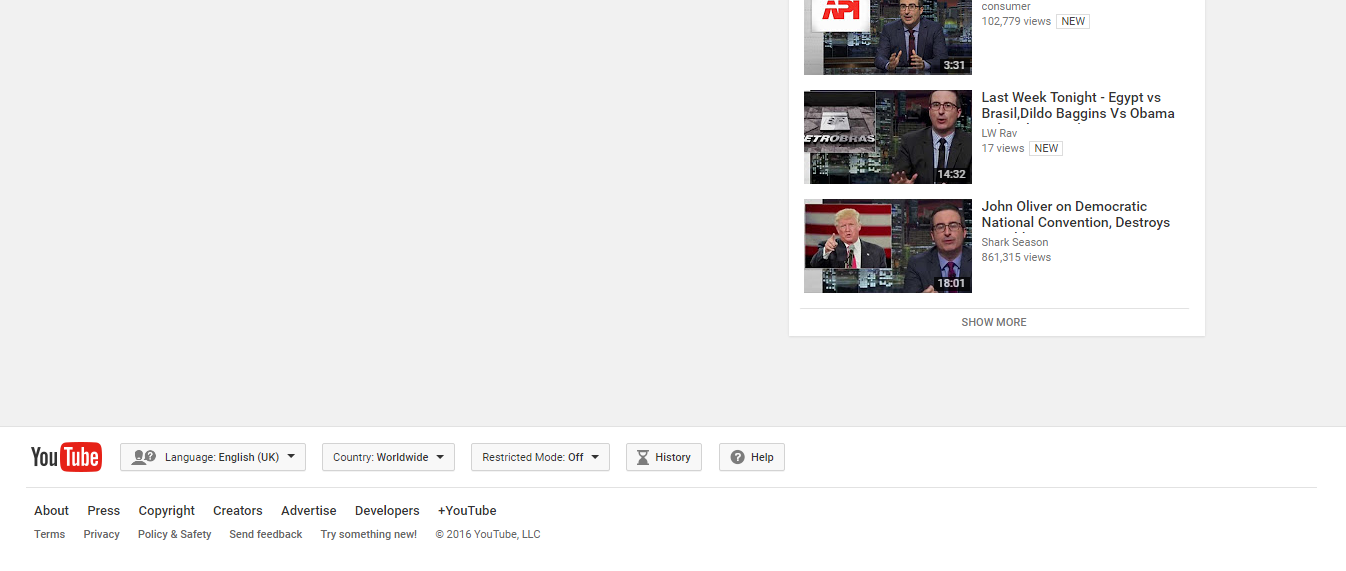 API
consumer
102,779 views NEW
3:31
Last Week Tonight - Egypt vs
Brasil,Dildo Baggins Vs Obama
LW Rav
17 views NEW
PETROBRAS
14:32
John Oliver on Democratic
National Convention, Destroys
Shark Season
861,315 views
18:01
SHOW MORE
YouTube
Language: English (UK)
Country: Worldwide
Restricted Mode: Off
History
Help
About Press Copyright Creators Advertise Developers +YouTube
Terms Privacy Policy & Safety Send feedback Try something new! © 2016 YouTube, LLC